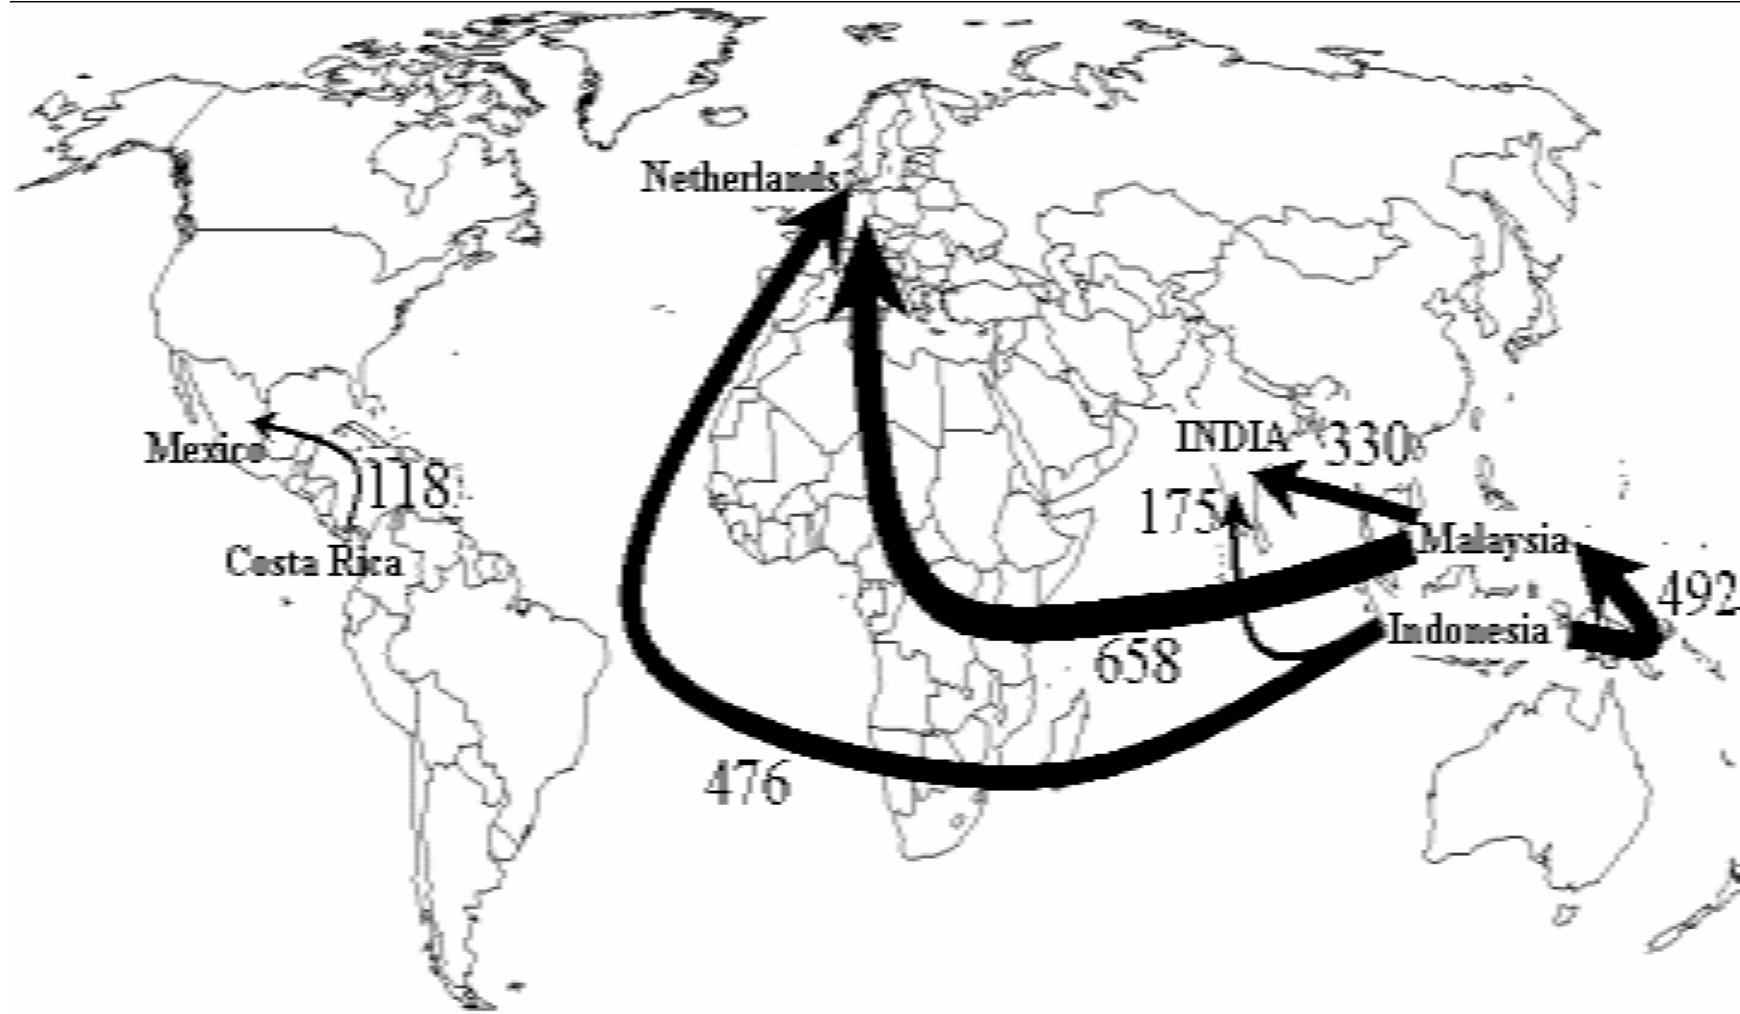 Netherlands
INDIA
330
Mexico
118
175
Malaysia
Costa Rica
492
Indonesia
658
476